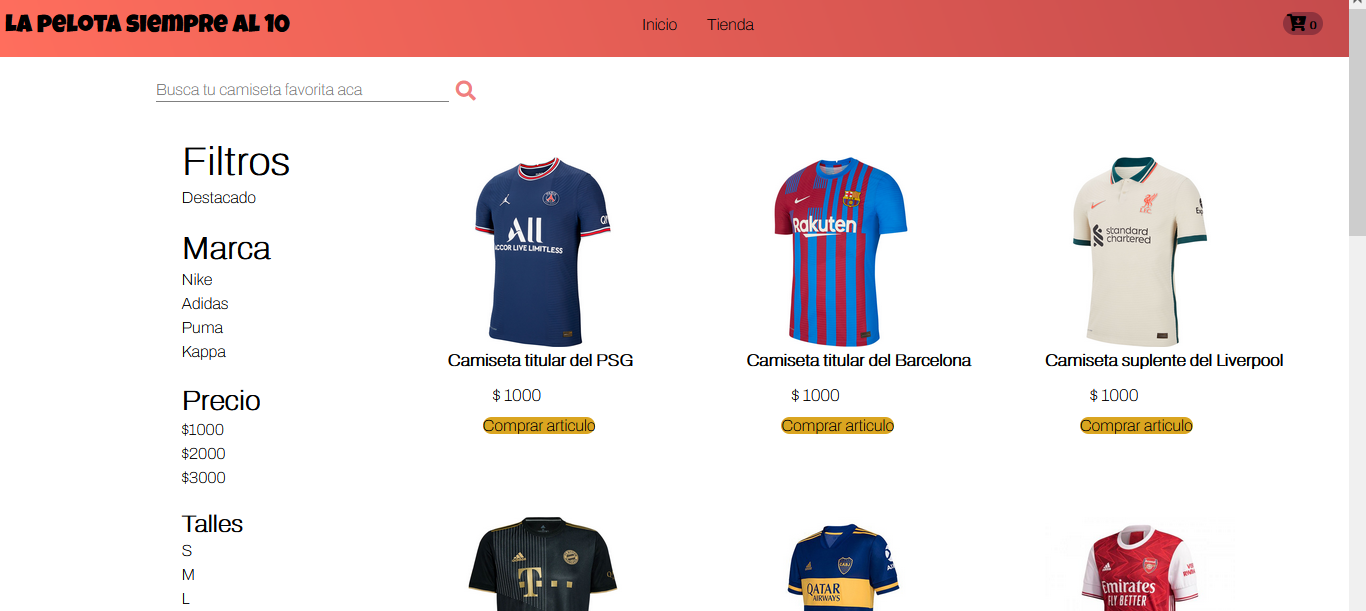 La Pelota Siempre Al 10
Inicio Tienda
0
Busca tu camiseta favorita aca
Filtros
Destacado
Marca
Nike
Adidas
Puma
Kappa
Precio
$1000
$2000
$3000
Talles
S
M
L
All
ACCOR LIVE LIMITLESS
Camiseta titular del PSG
$ 1000
Comprar articulo
Rakuten
Camiseta titular del Barcelona
$ 1000
Comprar articulo
standard
chartered
Camiseta suplente del Liverpool
$ 1000
Comprar articulo
T
QATAR
AIRWAYS
Emirates
FLY BETTER